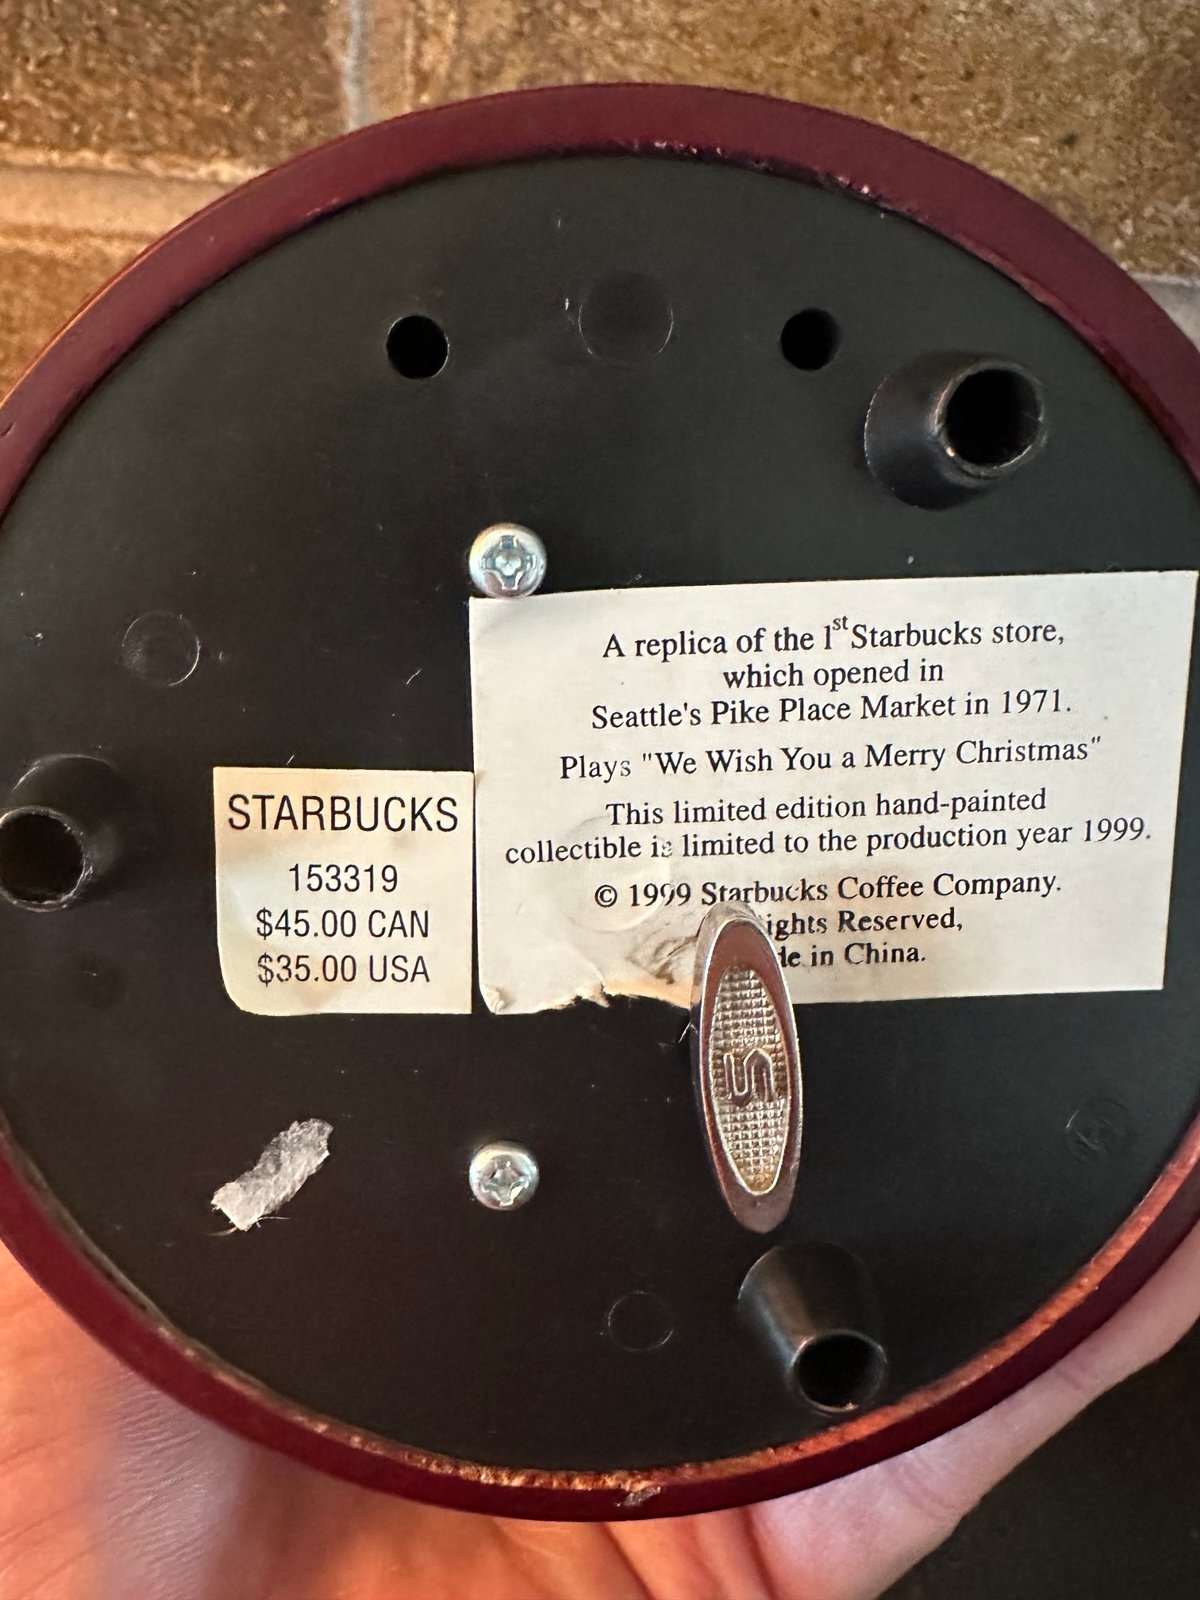 A replica of the 1st Starbucks store,
which opened in
Seattle's Pike Place Market in 1971.
Plays "We Wish You a Merry Christmas"
This limited edition hand-painted
collectible is limited to the production year 1999.
© 1999 Starbucks Coffee Company.
ights Reserved,
de in China.
STARBUCKS
153319
$45.00 CAN
$35.00 USA
S